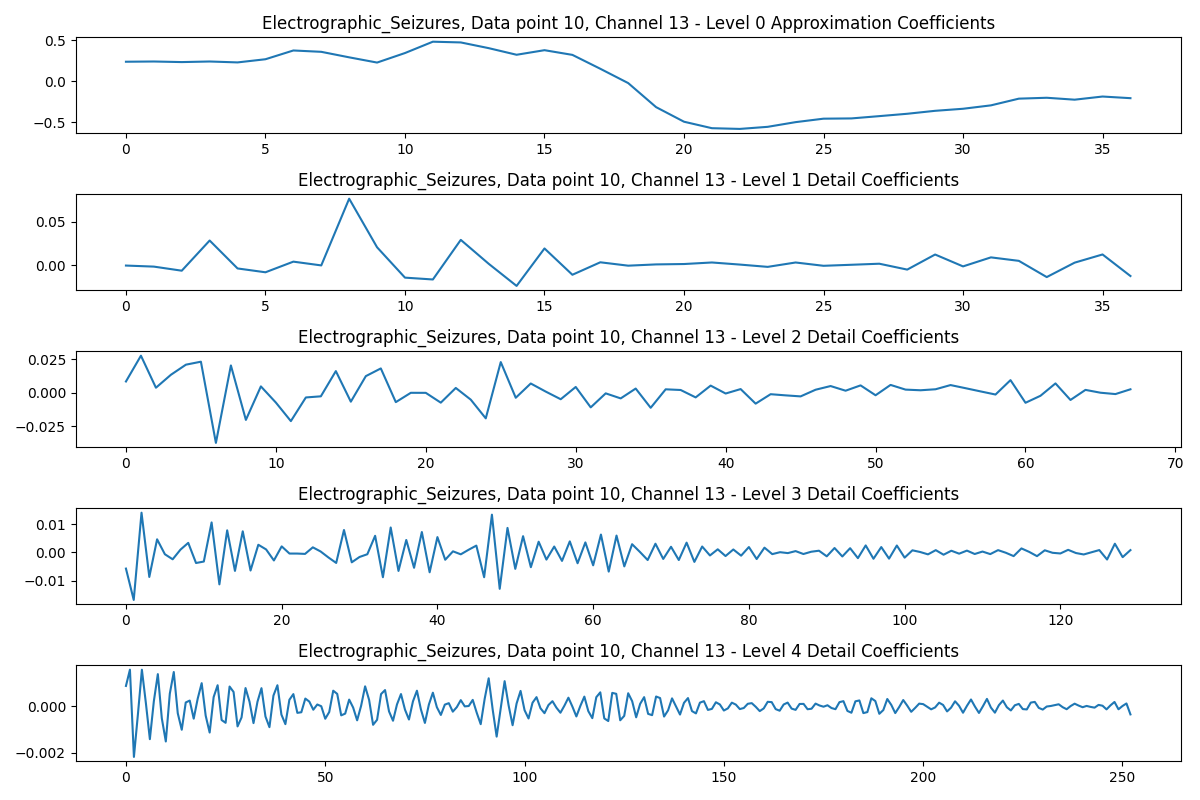 Electrographic_Seizures, Data point 10, Channel 13 - Level 0 Approximation Coefficients
0.5
0.0
−0.5
0 5 10 15 20 25 30 35
Electrographic_Seizures, Data point 10, Channel 13 - Level 1 Detail Coefficients
0.05
0.00
0 5 10 15 20 25 30 35
Electrographic_Seizures, Data point 10, Channel 13 - Level 2 Detail Coefficients
0.025
0.000
−0.025
0 10 20 30 40 50 60 70
Electrographic_Seizures, Data point 10, Channel 13 - Level 3 Detail Coefficients
0.01
0.00
−0.01
0 20 40 60 80 100 120
Electrographic_Seizures, Data point 10, Channel 13 - Level 4 Detail Coefficients
0.000
−0.002
0 50 100 150 200 250